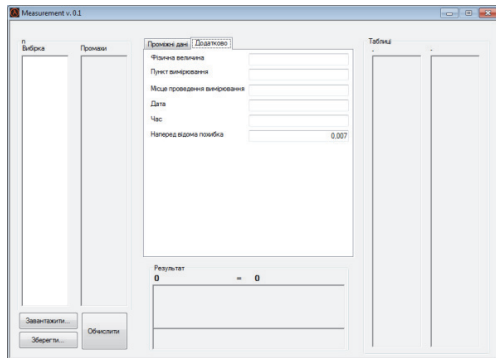 Measurement v. 0.1
n
Вибірка
Промахи
Проміжні дані
Додатково
Фізична величина
Пункт вимірювання
Місце проведення вимірювання
Дата
Час
Наперед відома похибка
0,007
Таблиці
-
-
Результат
0 = 0
Завантажити...
Зберегти...
Обчислити